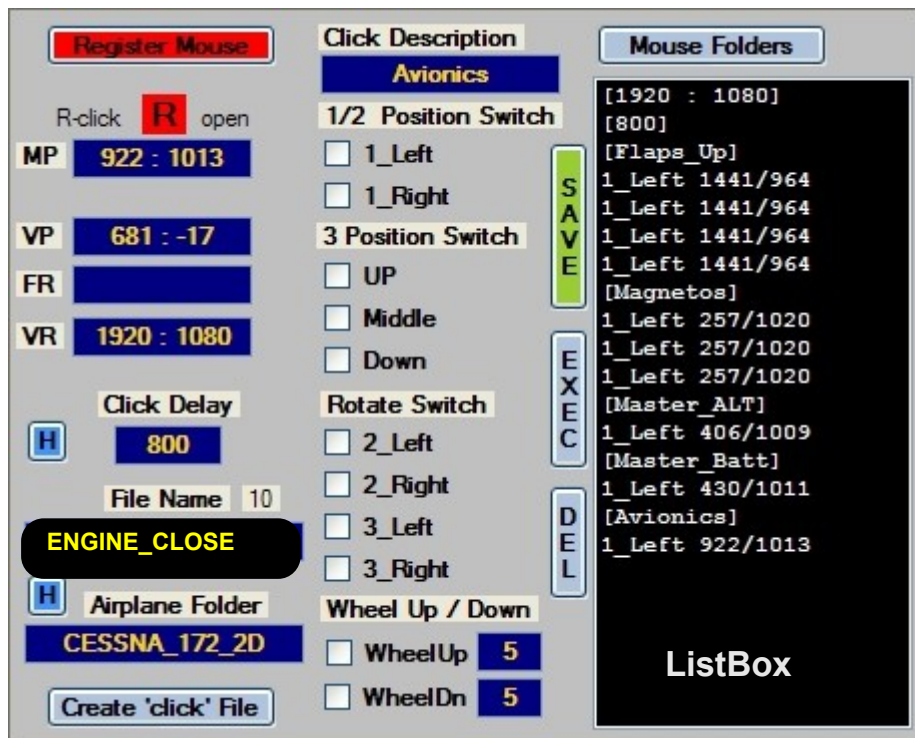 Register Mouse
R-click R open
MP 922 : 1013
VP 681 : -17
FR
VR 1920 : 1080
Click Delay
H 800
File Name 10
ENGINE_CLOSE
H
Airplane Folder
CESSNA_172_2D
Create 'click' File
Click Description
Avionics
1/2 Position Switch
1_Left
1_Right
3 Position Switch
UP
Middle
Down
Rotate Switch
2_Left
2_Right
3_Left
3_Right
Wheel Up / Down
WheelUp 5
WheelDn 5
SAVE
EXEC
DEL
Mouse Folders
[1920 : 1080]
[800]
[Flaps_Up]
1_Left 1441/964
1_Left 1441/964
1_Left 1441/964
1_Left 1441/964
[Magnetos]
1_Left 257/1020
1_Left 257/1020
1_Left 257/1020
[Master_ALT]
1_Left 406/1009
[Master_Batt]
1_Left 430/1011
[Avionics]
1_Left 922/1013
ListBox